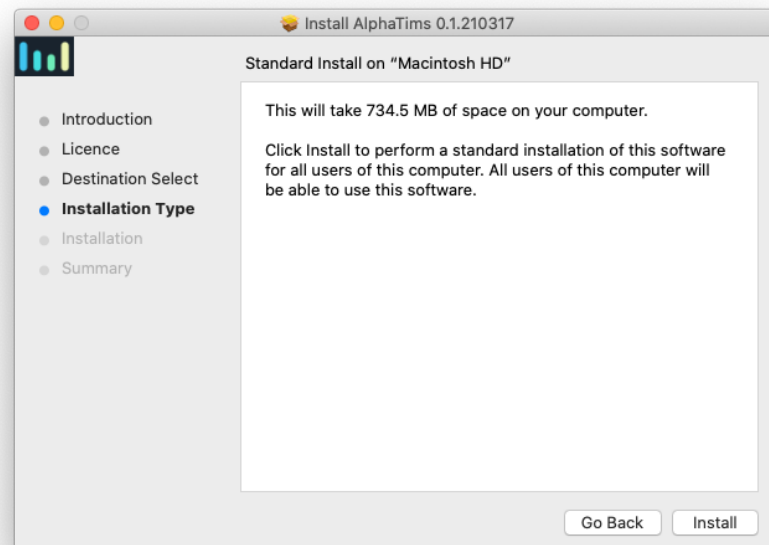 Install AlphaTims 0.1.210317
Standard Install on “Macintosh HD”
Introduction
Licence
Destination Select
Installation Type
Installation
Summary
This will take 734.5 MB of space on your computer.
Click Install to perform a standard installation of this software
for all users of this computer. All users of this computer will
be able to use this software.
Go Back
Install